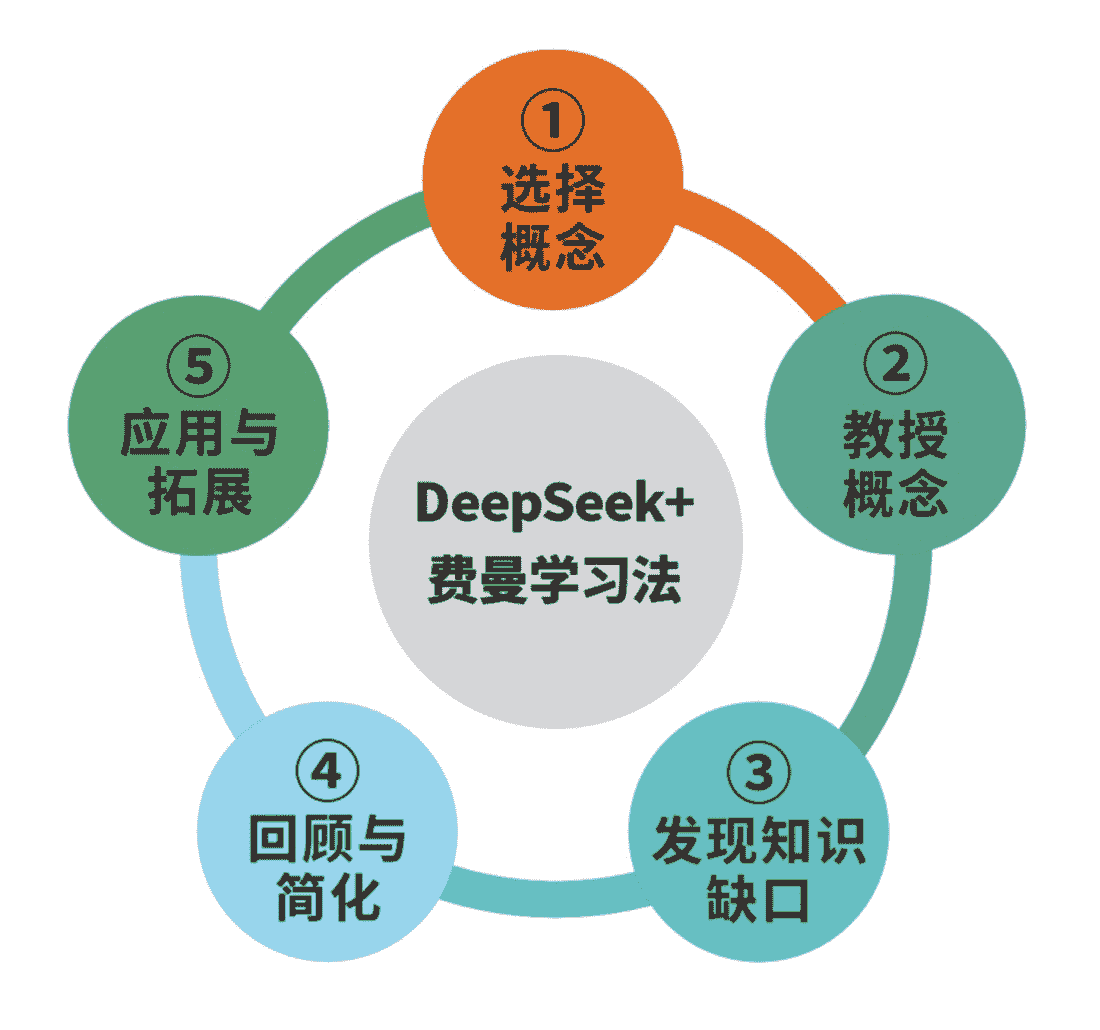 ①
选择
概念
②
教授
概念
③
发现知识
缺口
④
回顾与
简化
⑤
应用与
拓展
DeepSeek+
费曼学习法